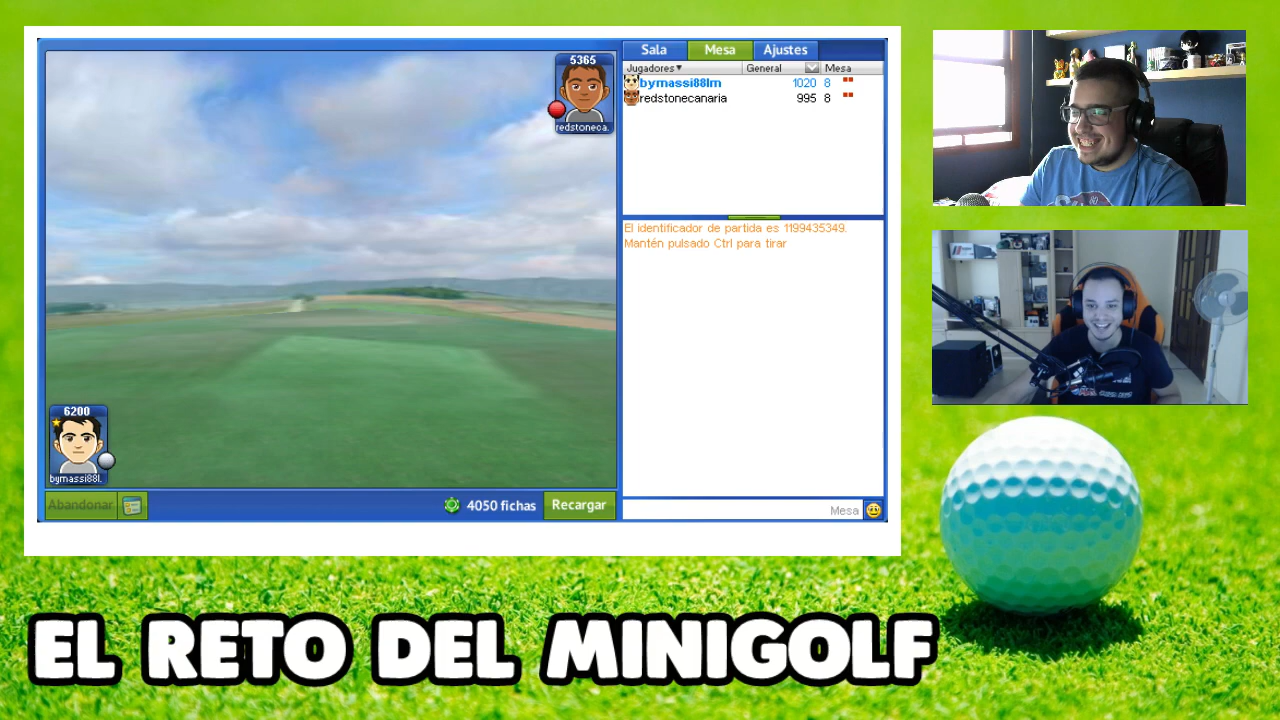 5365
redstoneca.
6200
bymassi88l.
Abandonar
4050 fichas
Recargar
Sala Mesa Ajustes
Jugadores▼ General Mesa
bymassi88lm 1020 8
redstonecanaria 995 8
El identificador de partida es 1199435349.
Mantén pulsado Ctrl para tirar
Mesa
EL RETO DEL MINIGOLF